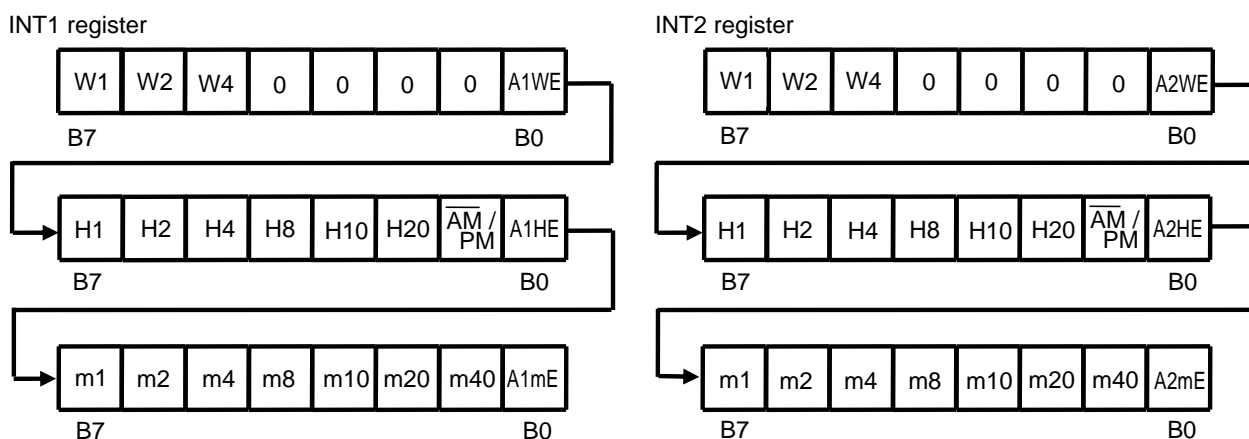 INT1 register
W1 W2 W4 0 0 0 0 A1WE
B7 B0
H1 H2 H4 H8 H10 H20 A̅M̅ / PM A1HE
B7 B0
m1 m2 m4 m8 m10 m20 m40 A1mE
B7 B0
INT2 register
W1 W2 W4 0 0 0 0 A2WE
B7 B0
H1 H2 H4 H8 H10 H20 A̅M̅ / PM A2HE
B7 B0
m1 m2 m4 m8 m10 m20 m40 A2mE
B7 B0